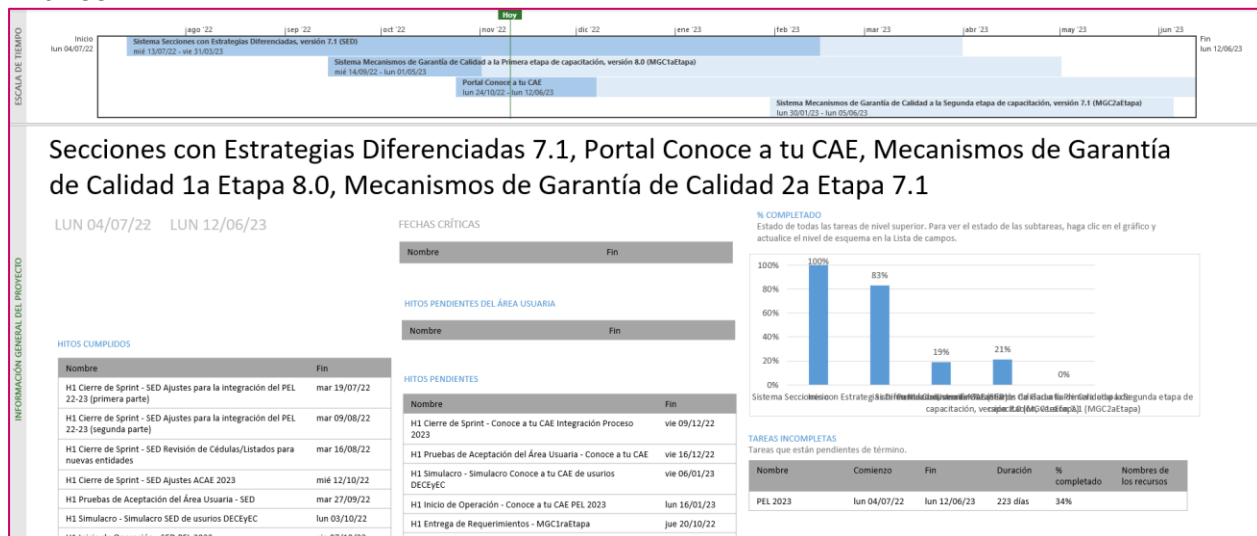 Hoy
ago '22 sep '22 oct '22 nov '22 dic '22 ene '23 feb '23 mar '23 abr '23 may '23 jun '23
ESCALA DE TIEMPO
Inicio
lun 04/07/22
Sistema Secciones con Estrategias Diferenciadas, versión 7.1 (SED)
mié 13/07/22 - vie 31/03/23
Sistema Mecanismos de Garantía de Calidad a la Primera etapa de capacitación, versión 8.0 (MGC1aEtapa)
mié 14/09/22 - lun 01/05/23
Portal Conoce a tu CAE
lun 24/10/22 - lun 12/06/23
Sistema Mecanismos de Garantía de Calidad a la Segunda etapa de capacitación, versión 7.1 (MGC2aEtapa)
lun 30/01/23 - lun 05/06/23
Fin
lun 12/06/23
INFORMACIÓN GENERAL DEL PROYECTO
Secciones con Estrategias Diferenciadas 7.1, Portal Conoce a tu CAE, Mecanismos de Garantía
de Calidad 1a Etapa 8.0, Mecanismos de Garantía de Calidad 2a Etapa 7.1
LUN 04/07/22 LUN 12/06/23
HITOS CUMPLIDOS
Nombre Fin
H1 Cierre de Sprint - SED Ajustes para la integración del PEL mar 19/07/22
22-23 (primera parte)
H1 Cierre de Sprint - SED Ajustes para la integración del PEL mar 09/08/22
22-23 (segunda parte)
H1 Cierre de Sprint - SED Revisión de Cédulas/Listados para mar 16/08/22
nuevas entidades
H1 Cierre de Sprint - SED Ajustes ACAE 2023 mié 12/10/22
H1 Pruebas de Aceptación del Área Usuaria - SED mar 27/09/22
H1 Simulacro - Simulacro SED de usurios DECEyEC lun 03/10/22
FECHAS CRÍTICAS
Nombre Fin
HITOS PENDIENTES DEL ÁREA USUARIA
Nombre Fin
HITOS PENDIENTES
Nombre Fin
H1 Cierre de Sprint - Conoce a tu CAE Integración Proceso vie 09/12/22
2023
H1 Pruebas de Aceptación del Área Usuaria - Conoce a tu CAE vie 16/12/22
H1 Simulacro - Simulacro Conoce a tu CAE de usurios vie 06/01/23
DECEyEC
H1 Inicio de Operación - Conoce a tu CAE PEL 2023 lun 16/01/23
H1 Entrega de Requerimientos - MGC1raEtapa jue 20/10/22
% COMPLETADO
Estado de todas las tareas de nivel superior. Para ver el estado de las subtareas, haga clic en el gráfico y
actualice el nivel de esquema en la Lista de campos.
100%
80%
60%
40%
20%
0%
100%
83%
19%
21%
0%
TAREAS INCOMPLETAS
Tareas que están pendientes de término.
Nombre Comienzo Fin Duración % completado Nombres de los recursos
PEL 2023 lun 04/07/22 lun 12/06/23 223 días 34%